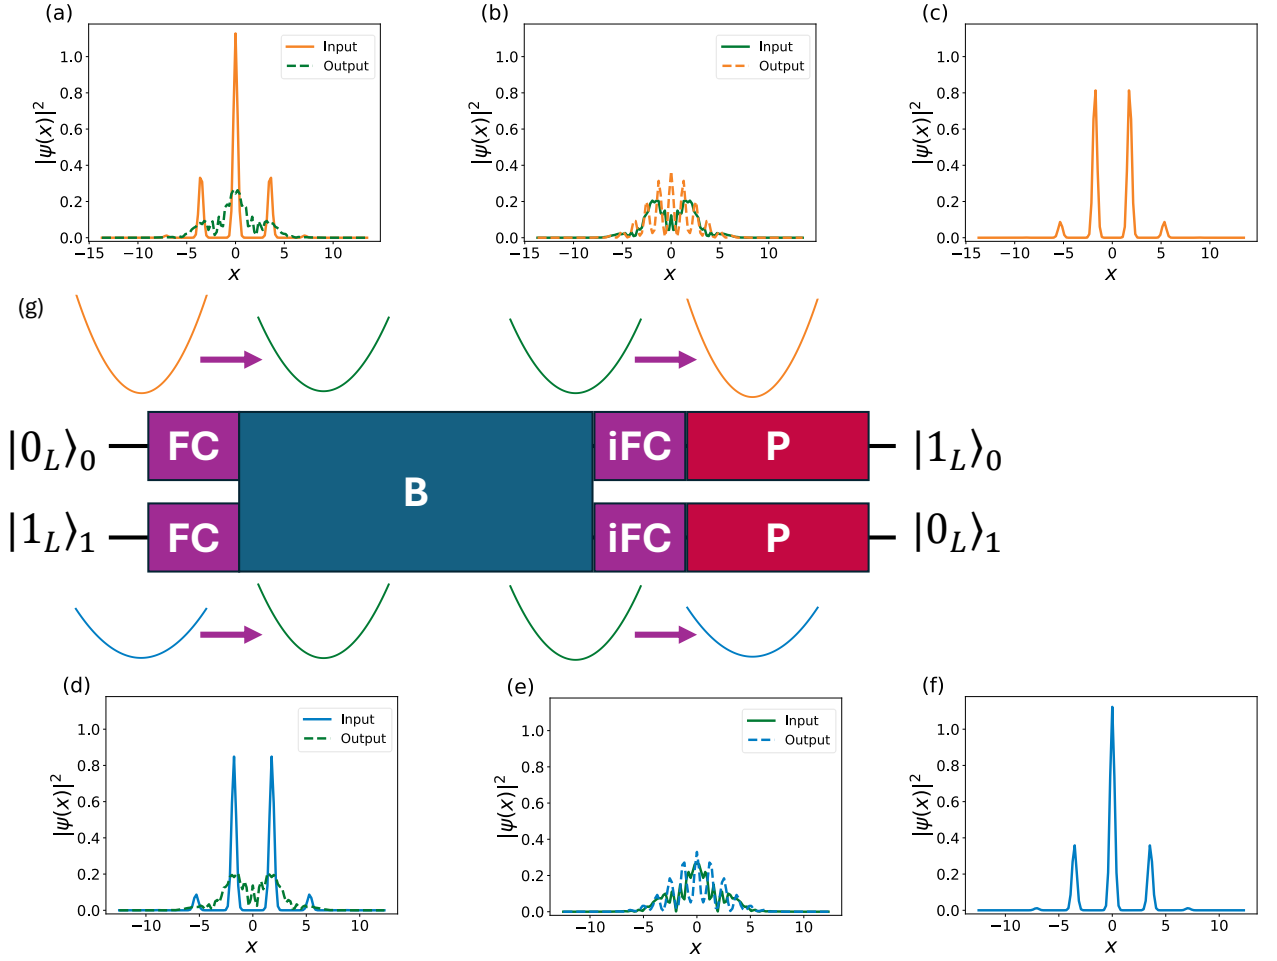 (a)
1.0
0.8
0.6
0.4
0.2
0.0
|ψ(x)|²
−15 −10 −5 0 5 10
x
Input
Output
(b)
1.0
0.8
0.6
0.4
0.2
0.0
|ψ(x)|²
−10 −5 0 5 10
x
Input
Output
(c)
1.0
0.8
0.6
0.4
0.2
0.0
|ψ(x)|²
−15 −10 −5 0 5 10
x
(g)
|0_L⟩₀ FC B iFC P |1_L⟩₀
|1_L⟩₁ FC iFC P |0_L⟩₁
(d)
1.0
0.8
0.6
0.4
0.2
0.0
|ψ(x)|²
−10 −5 0 5 10
x
Input
Output
(e)
1.0
0.8
0.6
0.4
0.2
0.0
|ψ(x)|²
−10 −5 0 5 10
x
Input
Output
(f)
1.0
0.8
0.6
0.4
0.2
0.0
|ψ(x)|²
−10 −5 0 5 10
x